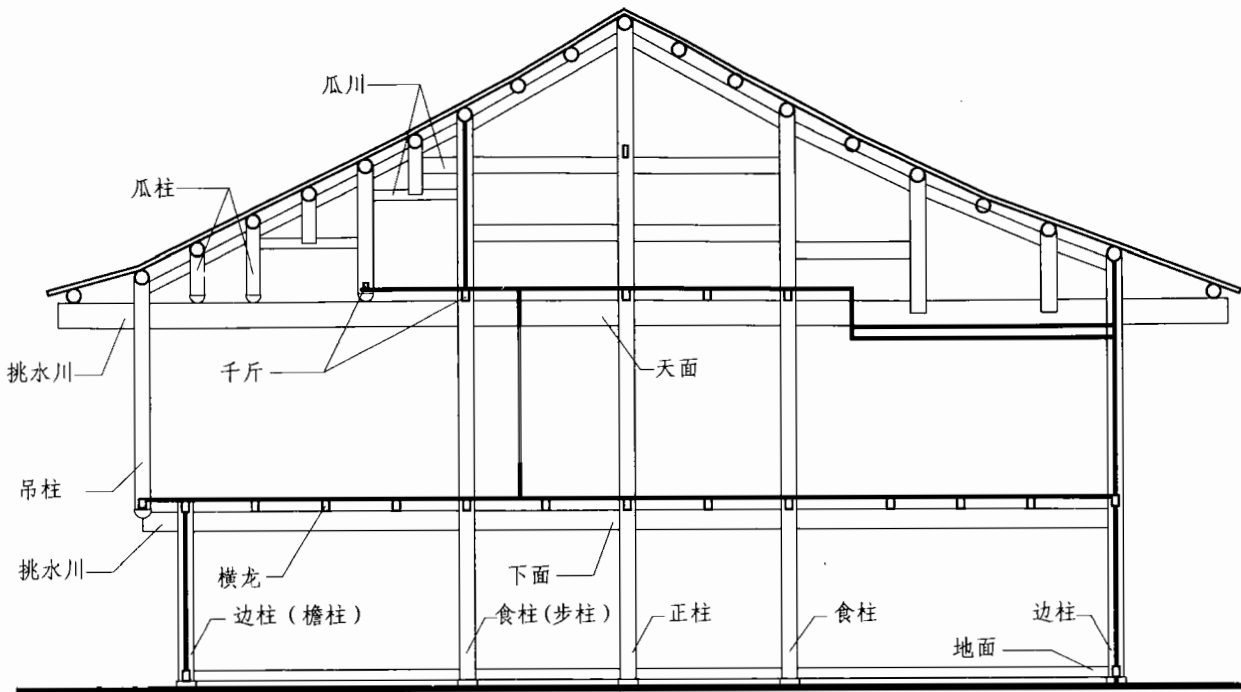 瓜川
瓜柱
挑水川
千斤
天面
吊柱
挑水川
横龙
下面
边柱（檐柱）
食柱(步柱)
正柱
食柱
边柱
地面